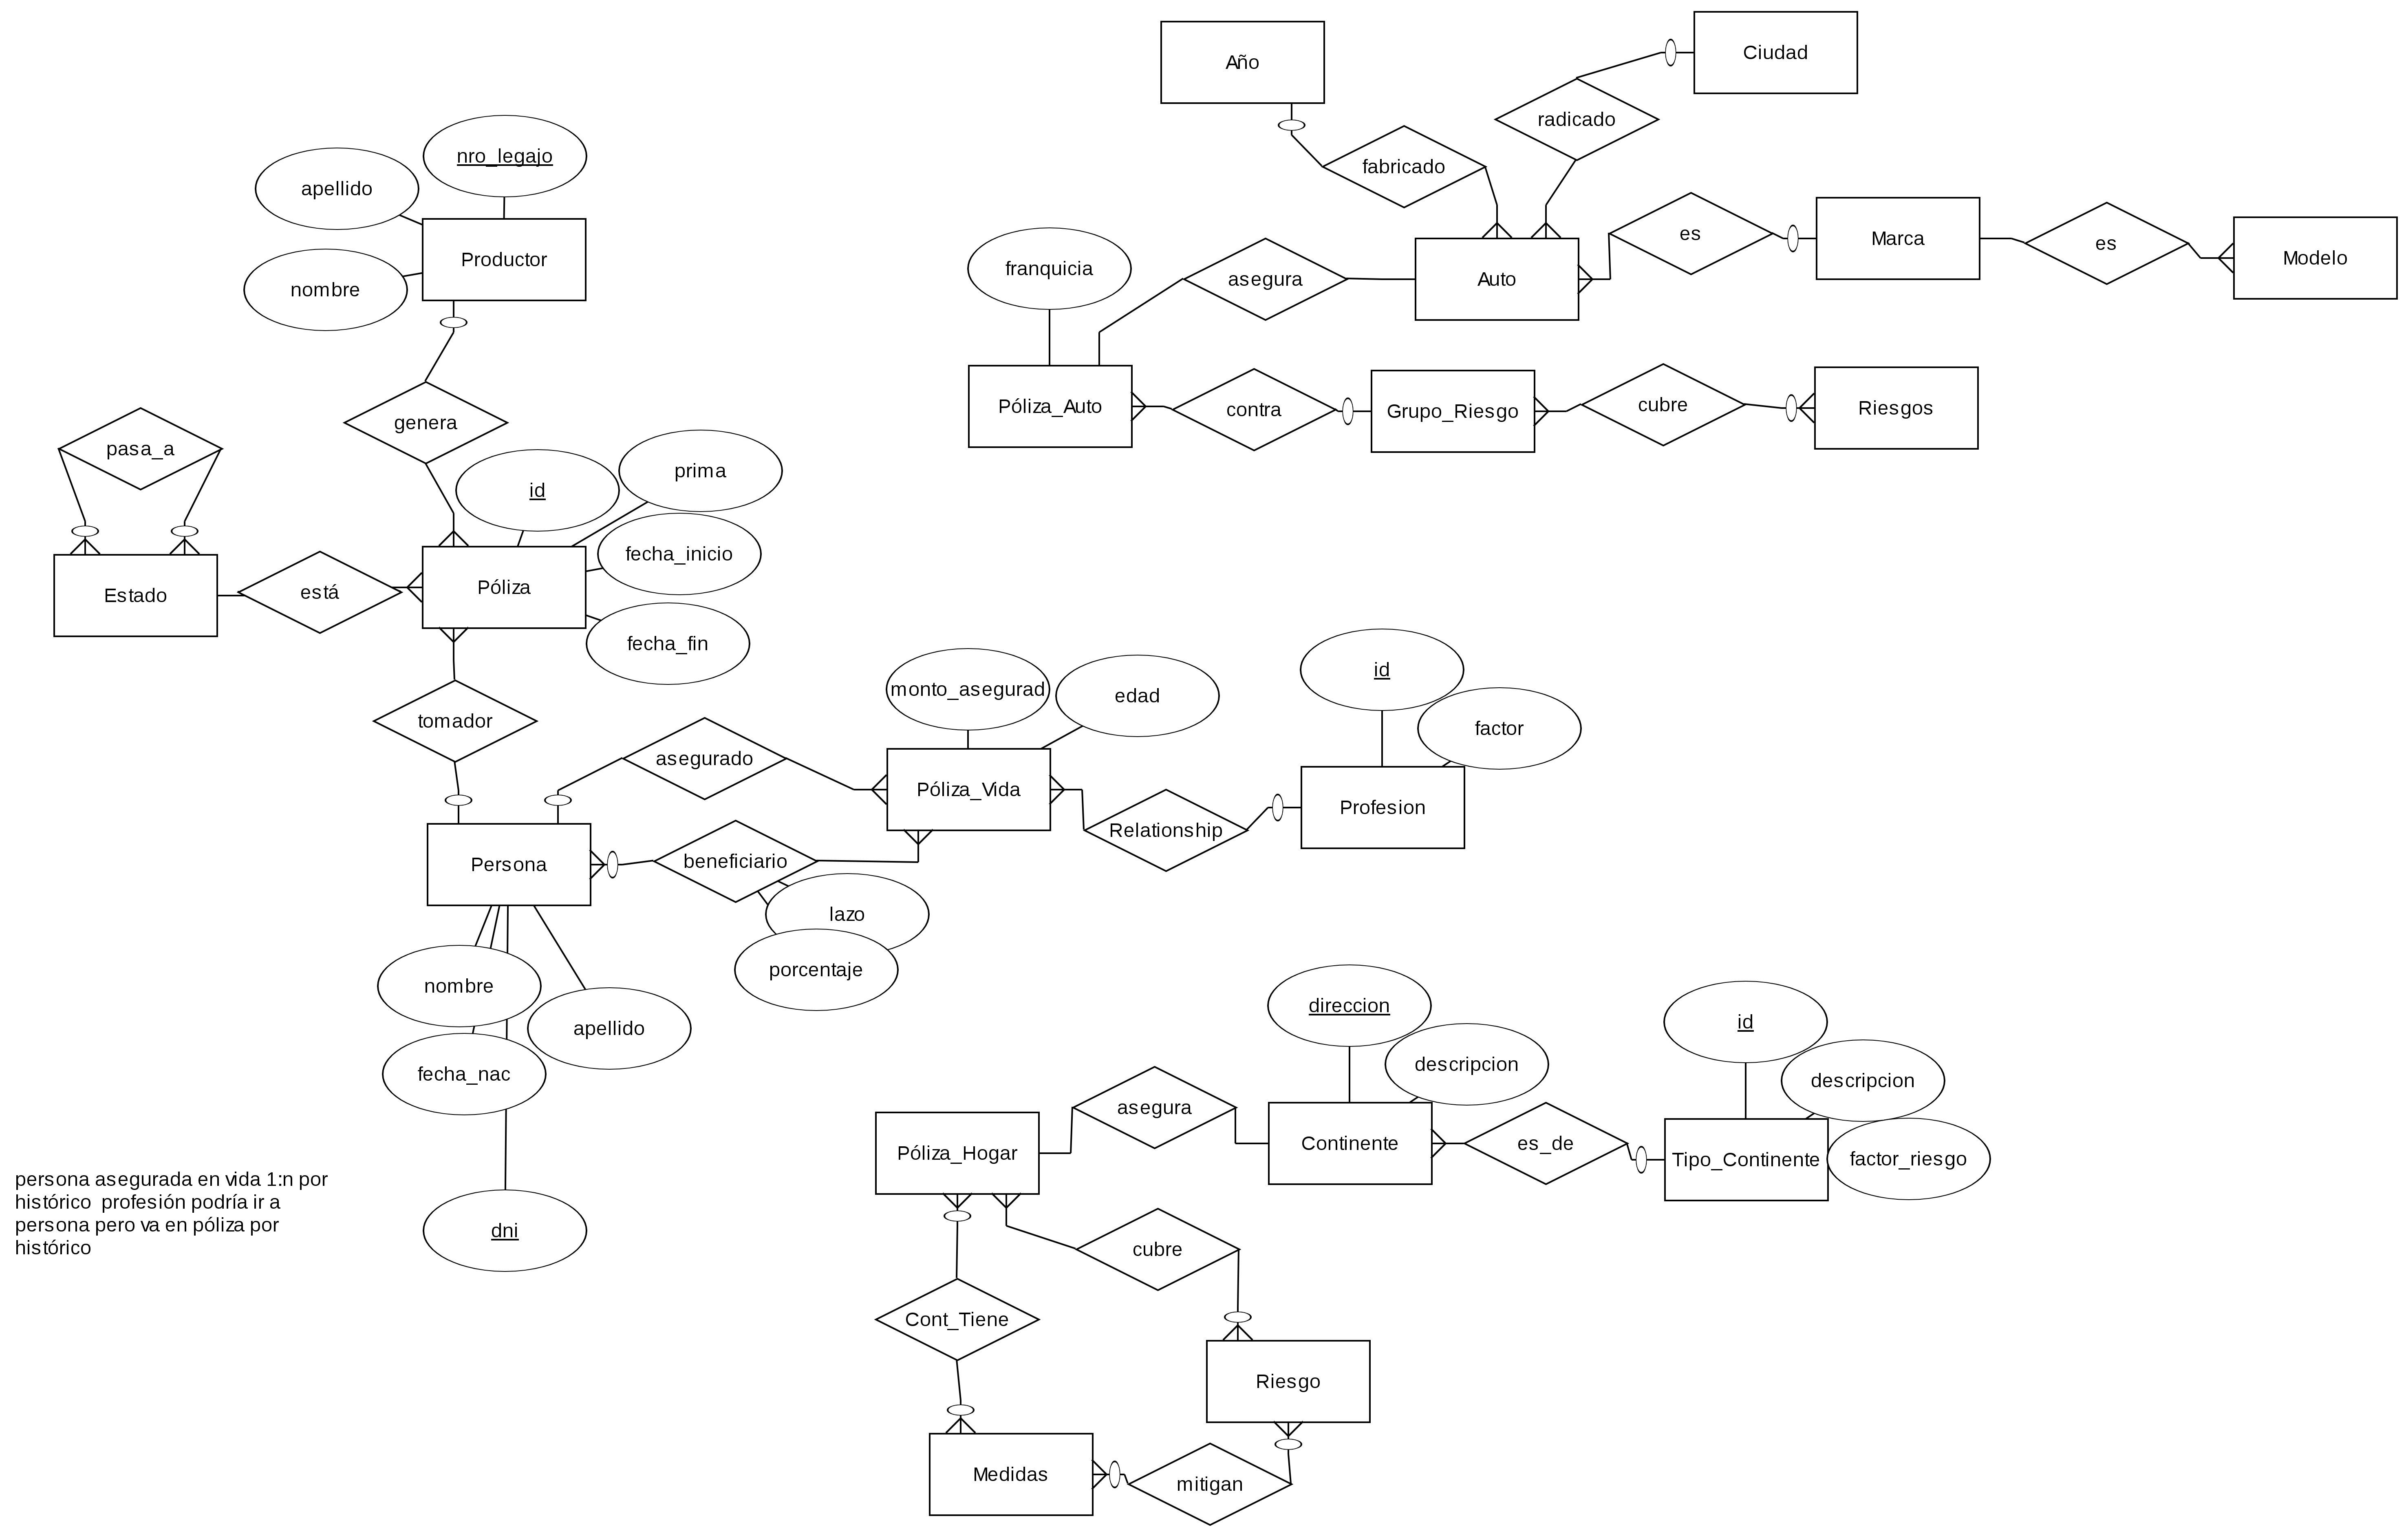 Ciudad
Año
radicado
nro_legajo
fabricado
apellido
Productor
nombre
es
Marca
es
Modelo
franquicia
asegura
Auto
Póliza_Auto
contra
Grupo_Riesgo
cubre
Riesgos
genera
pasa_a
id
prima
fecha_inicio
Estado
está
Póliza
fecha_fin
tomador
monto_asegurad
edad
id
factor
asegurado
Póliza_Vida
Relationship
Profesion
Persona
beneficiario
lazo
porcentaje
nombre
apellido
fecha_nac
dni
direccion
descripcion
id
descripcion
asegura
Póliza_Hogar
Continente
es_de
Tipo_Continente
factor_riesgo
persona asegurada en vida 1:n por
histórico  profesión podría ir a
persona pero va en póliza por
histórico
cubre
Cont_Tiene
Riesgo
Medidas
mitigan